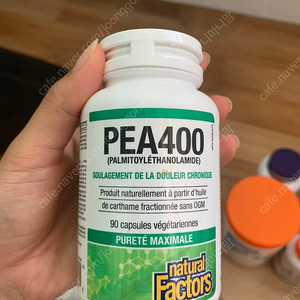 PEA400
(PALMITOYLÉTHANOLAMIDE)
SOULAGEMENT DE LA DOULEUR CHRONIQUE
Produit naturellement à partir d'huile
de carthame fractionnée sans OGM
90 capsules végétariennes
PURETÉ MAXIMALE
natural
Factors